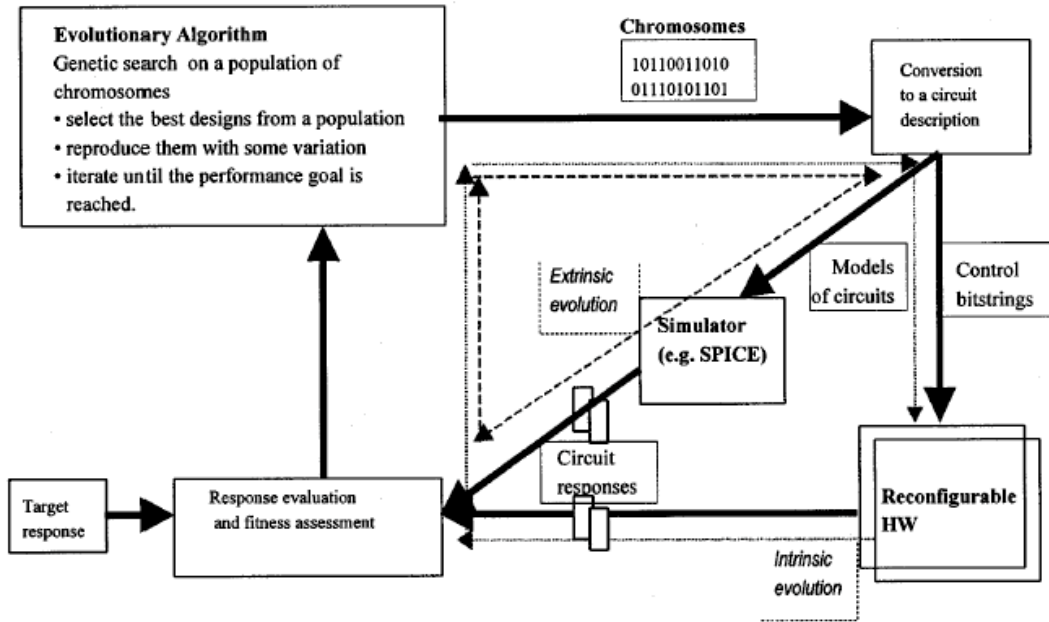 Evolutionary Algorithm
Genetic search on a population of
chromosomes
• select the best designs from a population
• reproduce them with some variation
• iterate until the performance goal is
reached.
Chromosomes
10110011010
01110101101
Conversion
to a circuit
description
Models
of circuits
Control
bitstrings
Extrinsic
evolution
Simulator
(e.g. SPICE)
Circuit
responses
Target
response
Response evaluation
and fitness assessment
Reconfigurable
HW
Intrinsic
evolution